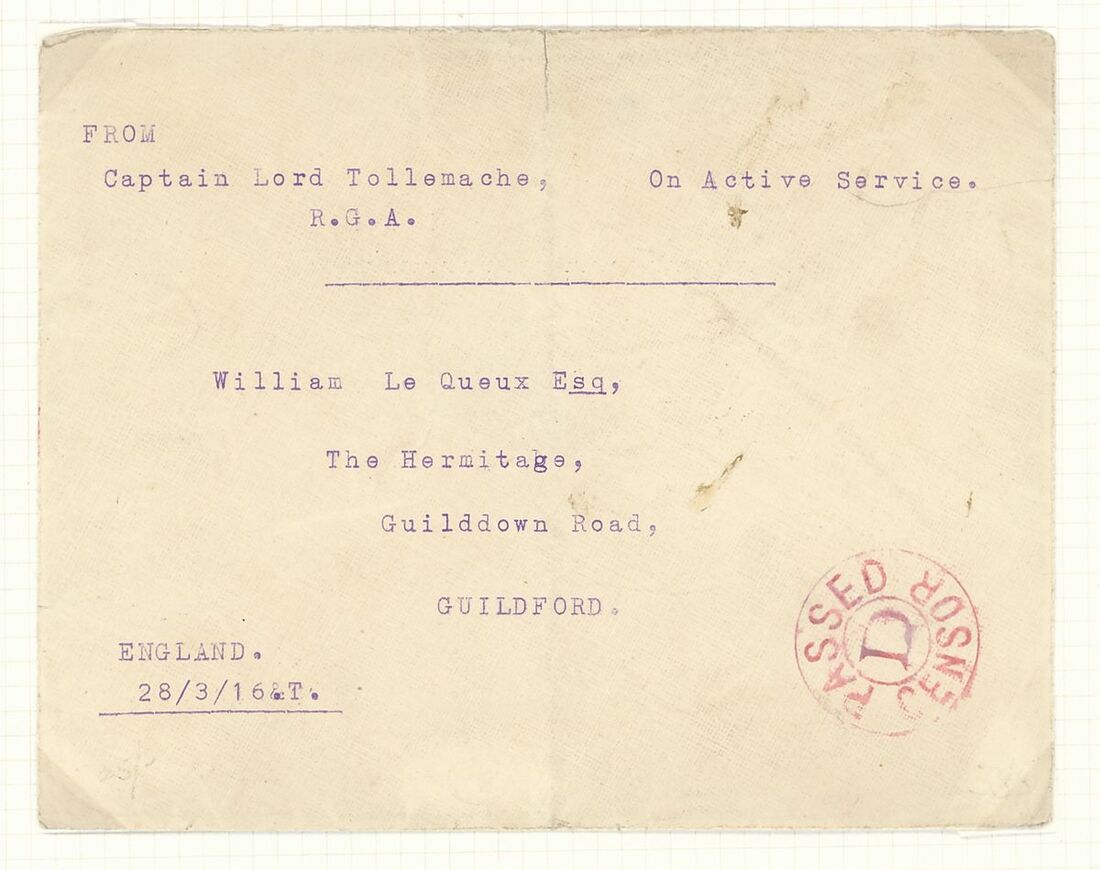 FROM
Captain Lord Tollemache, On Active Service.
R.G.A.
William Le Queux Esq,
The Hermitage,
Guilddown Road,
GUILDFORD.
ENGLAND.
28/3/16&T.
PASSED CENSOR
D